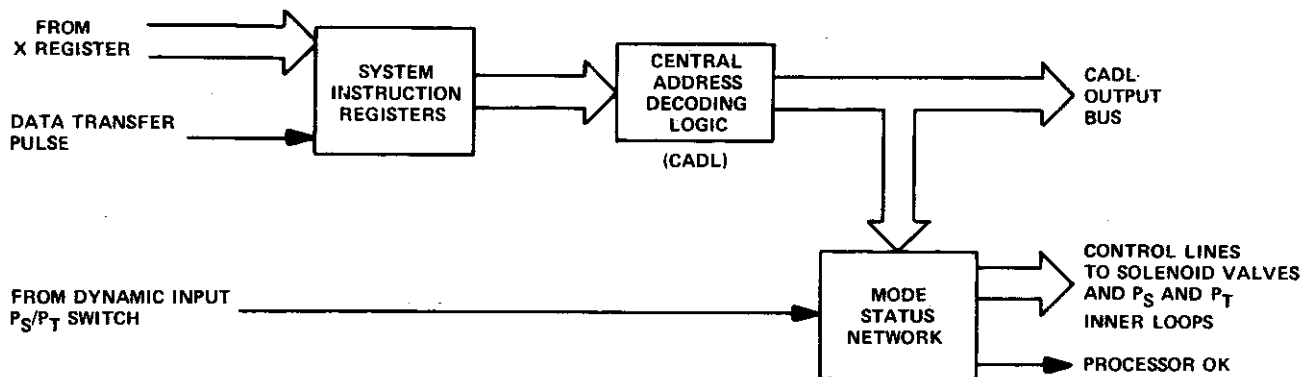 FROM
X REGISTER
DATA TRANSFER
PULSE
SYSTEM
INSTRUCTION
REGISTERS
CENTRAL
ADDRESS
DECODING
LOGIC
(CADL)
CADL
OUTPUT
BUS
FROM DYNAMIC INPUT
PS/PT SWITCH
MODE
STATUS
NETWORK
CONTROL LINES
TO SOLENOID VALVES
AND PS AND PT
INNER LOOPS
PROCESSOR OK